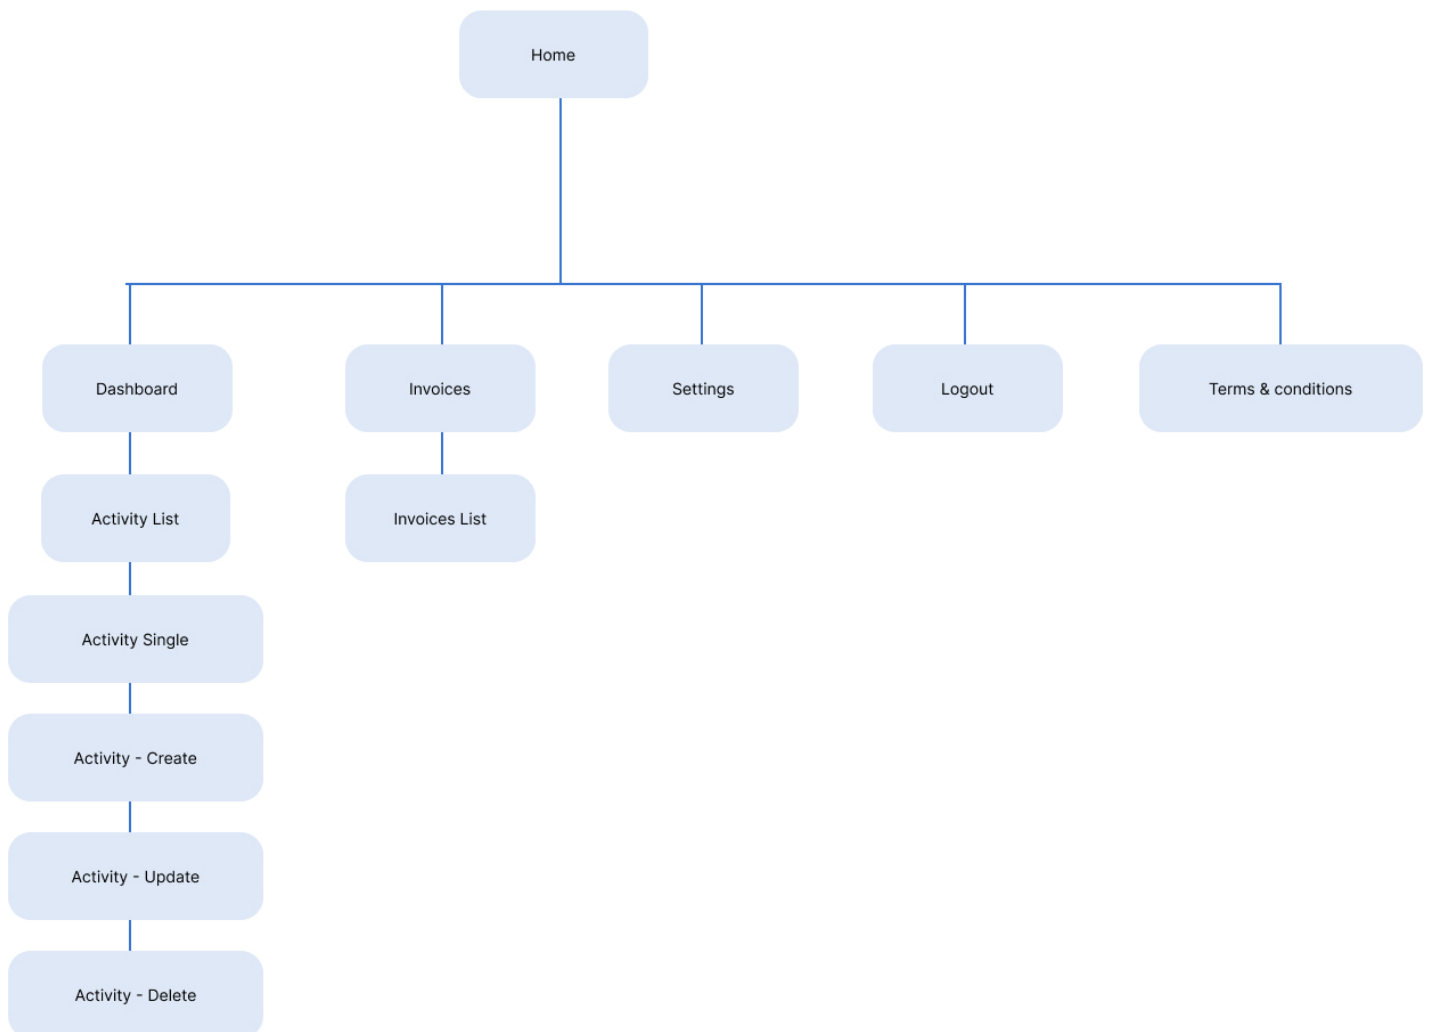 Home
Dashboard
Invoices
Settings
Logout
Terms & conditions
Activity List
Invoices List
Activity Single
Activity - Create
Activity - Update
Activity - Delete